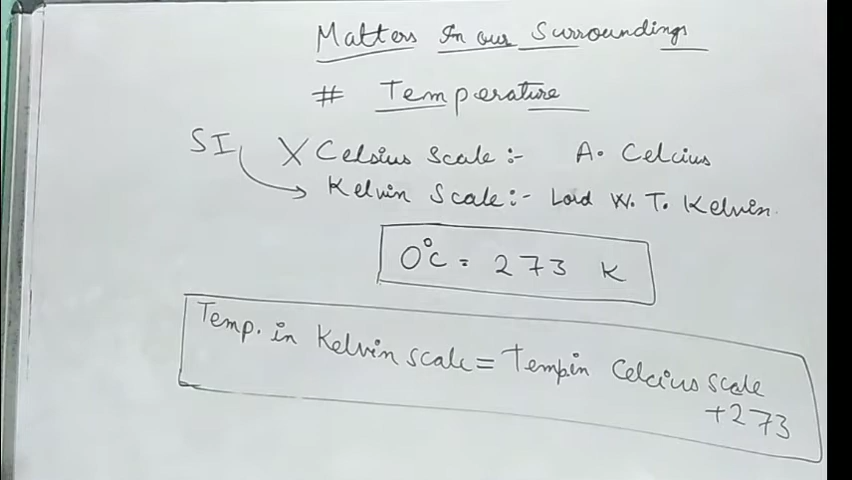 Matters In our Surroundings
# Temperature
SI X Celsius Scale :- A. Celcius
Kelvin Scale :- Lord W. T. Kelvin.
0°C = 273 K
Temp. in Kelvin scale = Temp in Celcius scale
+273